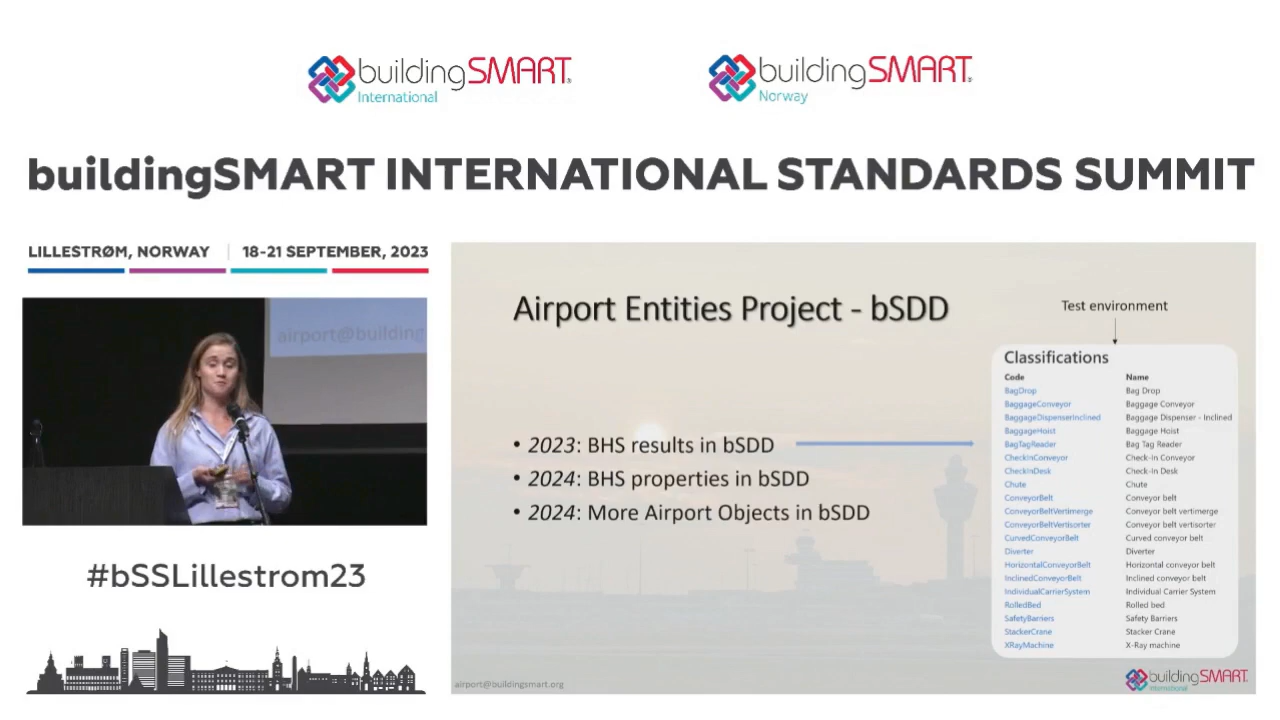 buildingSMART®
International
buildingSMART®
Norway
buildingSMART INTERNATIONAL STANDARDS SUMMIT
LILLESTRØM, NORWAY | 18-21 SEPTEMBER, 2023
airport@building
#bSSLillestrom23
Airport Entities Project - bSDD
• 2023: BHS results in bSDD
• 2024: BHS properties in bSDD
• 2024: More Airport Objects in bSDD
Test environment
Classifications
Code Name
BagDrop Bag Drop
BaggageConveyor Baggage Conveyor
BaggageDispenserInclined Baggage Dispenser - Inclined
BaggageHoist Baggage Hoist
BagTagReader Bag Tag Reader
CheckInConveyor Check-In Conveyor
CheckInDesk Check-In Desk
Chute Chute
ConveyorBelt Conveyor belt
ConveyorBeltVertimerge Conveyor belt vertimerge
ConveyorBeltVertisorter Conveyor belt vertisorter
CurvedConveyorBelt Curved conveyor belt
Diverter Diverter
HorizontalConveyorBelt Horizontal conveyor belt
InclinedConveyorBelt Inclined conveyor belt
IndividualCarrierSystem Individual Carrier System
RolledBed Rolled bed
SafetyBarriers Safety Barriers
StackerCrane Stacker Crane
XRayMachine X-Ray machine
airport@buildingsmart.org
buildingSMART®
International